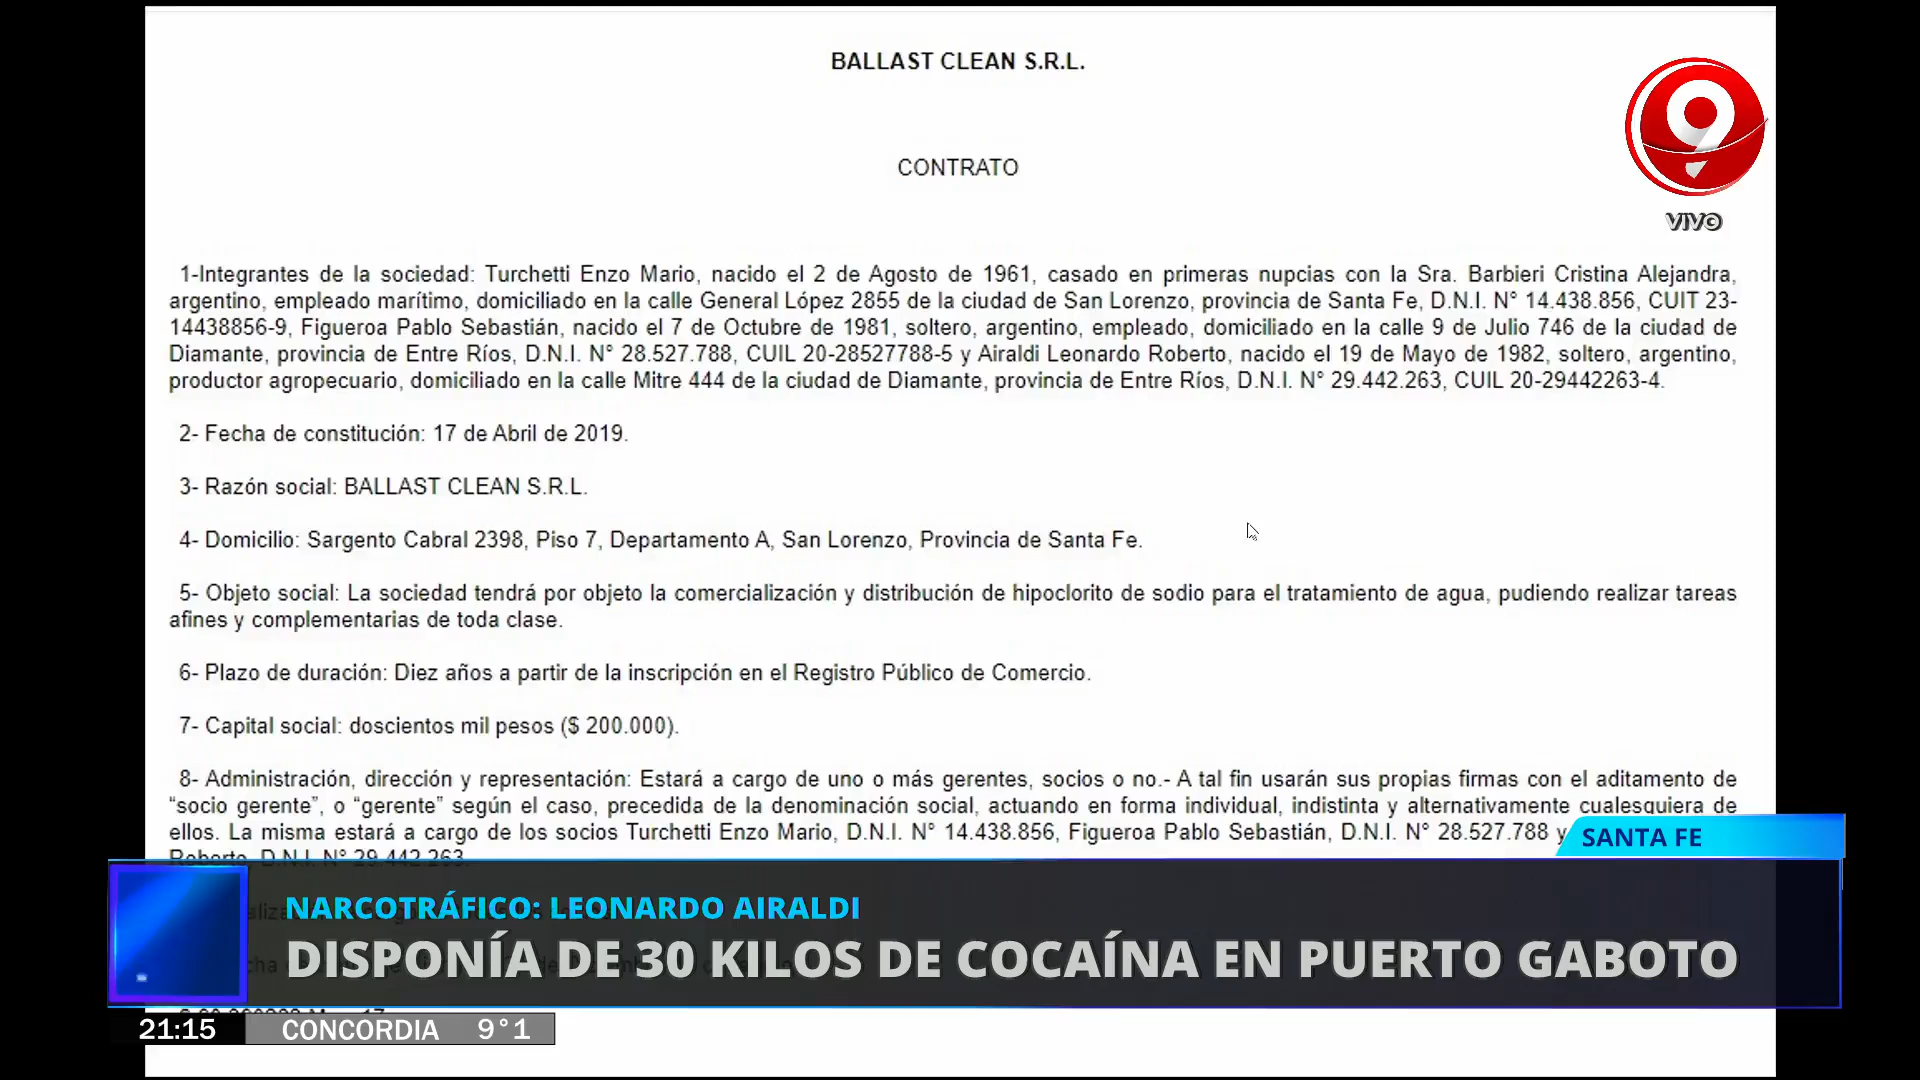 BALLAST CLEAN S.R.L.
CONTRATO
9
VIVO
1-Integrantes de la sociedad: Turchetti Enzo Mario, nacido el 2 de Agosto de 1961, casado en primeras nupcias con la Sra. Barbieri Cristina Alejandra,
argentino, empleado marítimo, domiciliado en la calle General López 2855 de la ciudad de San Lorenzo, provincia de Santa Fe, D.N.I. N° 14.438.856, CUIT 23-
14438856-9, Figueroa Pablo Sebastián, nacido el 7 de Octubre de 1981, soltero, argentino, empleado, domiciliado en la calle 9 de Julio 746 de la ciudad de
Diamante, provincia de Entre Ríos, D.N.I. N° 28.527.788, CUIL 20-28527788-5 y Airaldi Leonardo Roberto, nacido el 19 de Mayo de 1982, soltero, argentino,
productor agropecuario, domiciliado en la calle Mitre 444 de la ciudad de Diamante, provincia de Entre Ríos, D.N.I. N° 29.442.263, CUIL 20-29442263-4.
2- Fecha de constitución: 17 de Abril de 2019.
3- Razón social: BALLAST CLEAN S.R.L.
4- Domicilio: Sargento Cabral 2398, Piso 7, Departamento A, San Lorenzo, Provincia de Santa Fe.
5- Objeto social: La sociedad tendrá por objeto la comercialización y distribución de hipoclorito de sodio para el tratamiento de agua, pudiendo realizar tareas
afines y complementarias de toda clase.
6- Plazo de duración: Diez años a partir de la inscripción en el Registro Público de Comercio.
7- Capital social: doscientos mil pesos ($ 200.000).
8- Administración, dirección y representación: Estará a cargo de uno o más gerentes, socios o no.- A tal fin usarán sus propias firmas con el aditamento de
“socio gerente”, o “gerente” según el caso, precedida de la denominación social, actuando en forma individual, indistinta y alternativamente cualesquiera de
ellos. La misma estará a cargo de los socios Turchetti Enzo Mario, D.N.I. N° 14.438.856, Figueroa Pablo Sebastián, D.N.I. N° 28.527.788 y
Roberto, D.N.I. N° 29.442.263.
SANTA FE
NARCOTRÁFICO: LEONARDO AIRALDI
DISPONÍA DE 30 KILOS DE COCAÍNA EN PUERTO GABOTO
21:15 CONCORDIA 9°1